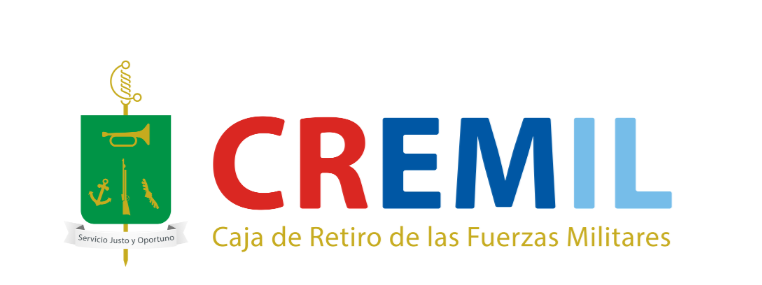 CREMIL
Servicio Justo y Oportuno
Caja de Retiro de las Fuerzas Militares